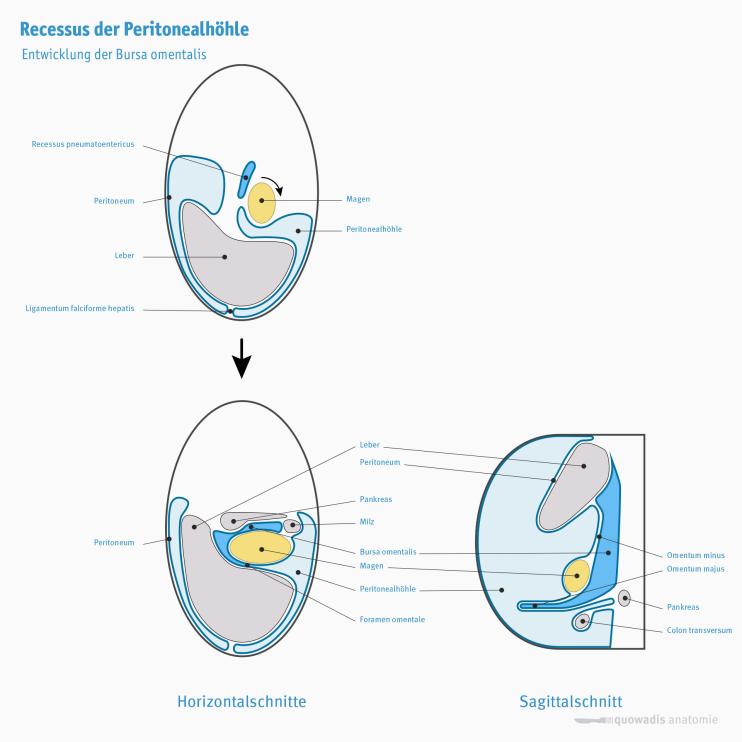 Recessus der Peritonealhöhle
Entwicklung der Bursa omentalis
Recessus pneumatoentericus
Peritoneum
Leber
Ligamentum falciforme hepatis
Magen
Peritonealhöhle
Peritoneum
Leber
Peritoneum
Pankreas
Milz
Bursa omentalis
Magen
Peritonealhöhle
Foramen omentale
Omentum minus
Omentum majus
Pankreas
Colon transversum
Horizontalschnitte
Sagittalschnitt
quowadis anatomie